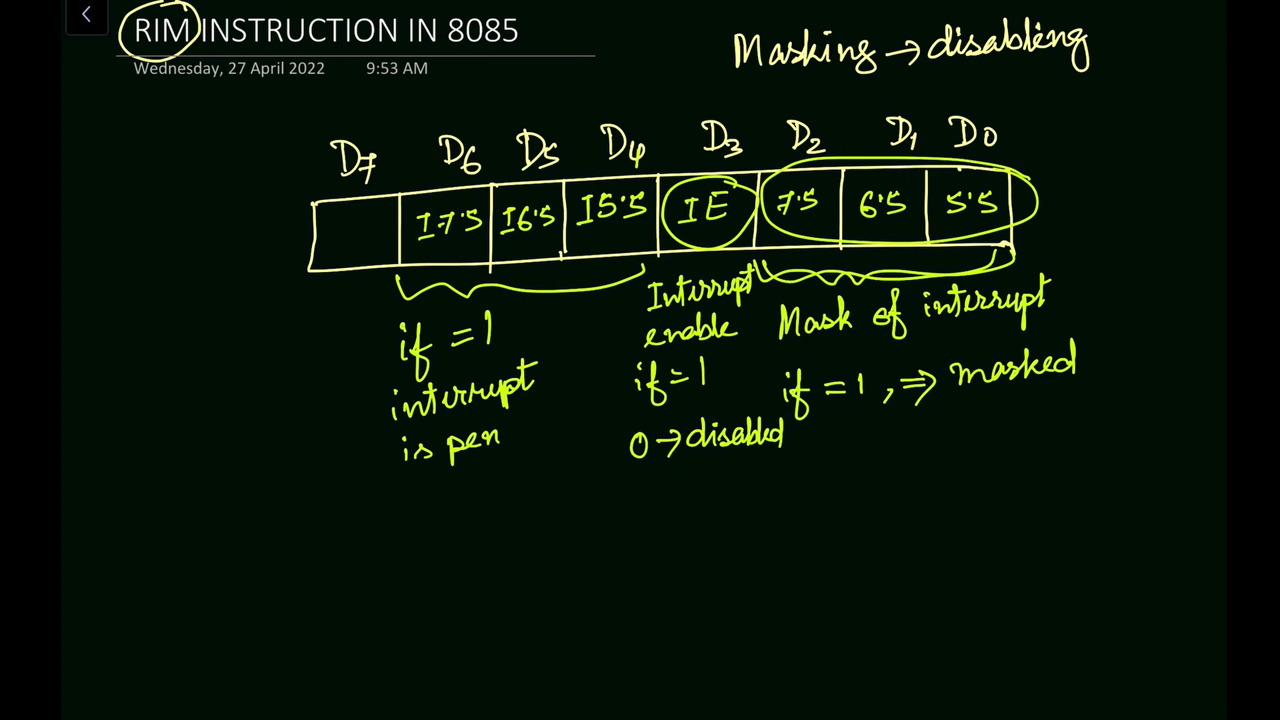 RIM INSTRUCTION IN 8085
Masking → disabling
Wednesday, 27 April 2022 9:53 AM
D7 D6 D5 D4 D3 D2 D1 D0
I7.5 I6.5 I5.5 IE 7.5 6.5 5.5
if = 1
interrupt
is pen
Interrupt
enable
if = 1
0 → disabled
Mask of interrupt
if = 1, ⇒ masked